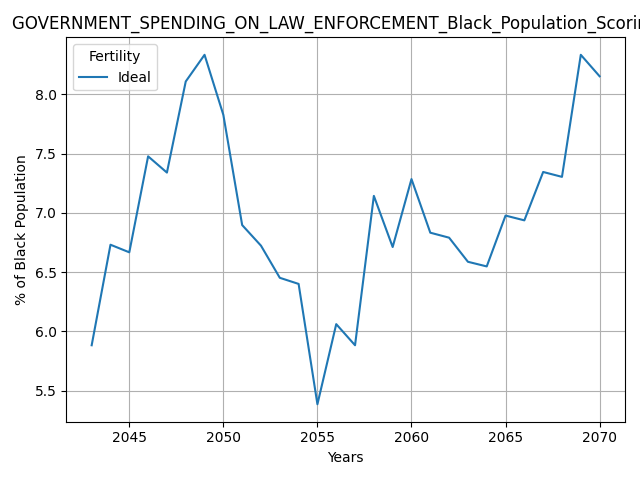 GOVERNMENT_SPENDING_ON_LAW_ENFORCEMENT_Black_Population_Scorin
Fertility
Ideal
% of Black Population
8.0
7.5
7.0
6.5
6.0
5.5
2045 2050 2055 2060 2065 2070
Years